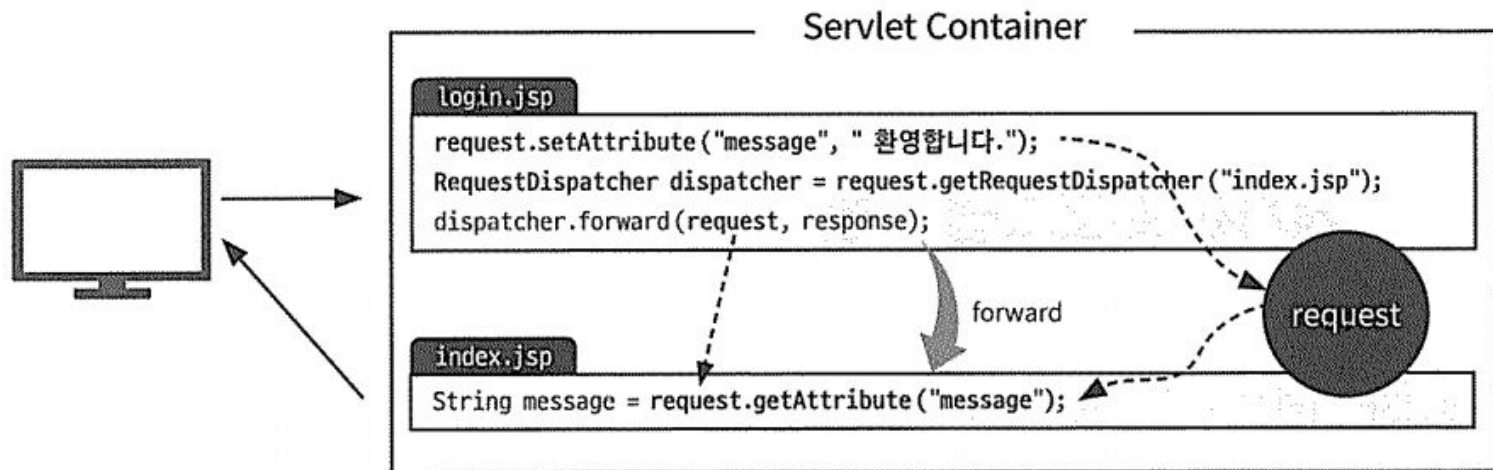 Servlet Container
login.jsp
request.setAttribute("message", " 환영합니다.");
RequestDispatcher dispatcher = request.getRequestDispatcher("index.jsp");
dispatcher.forward(request, response);
forward
request
index.jsp
String message = request.getAttribute("message");